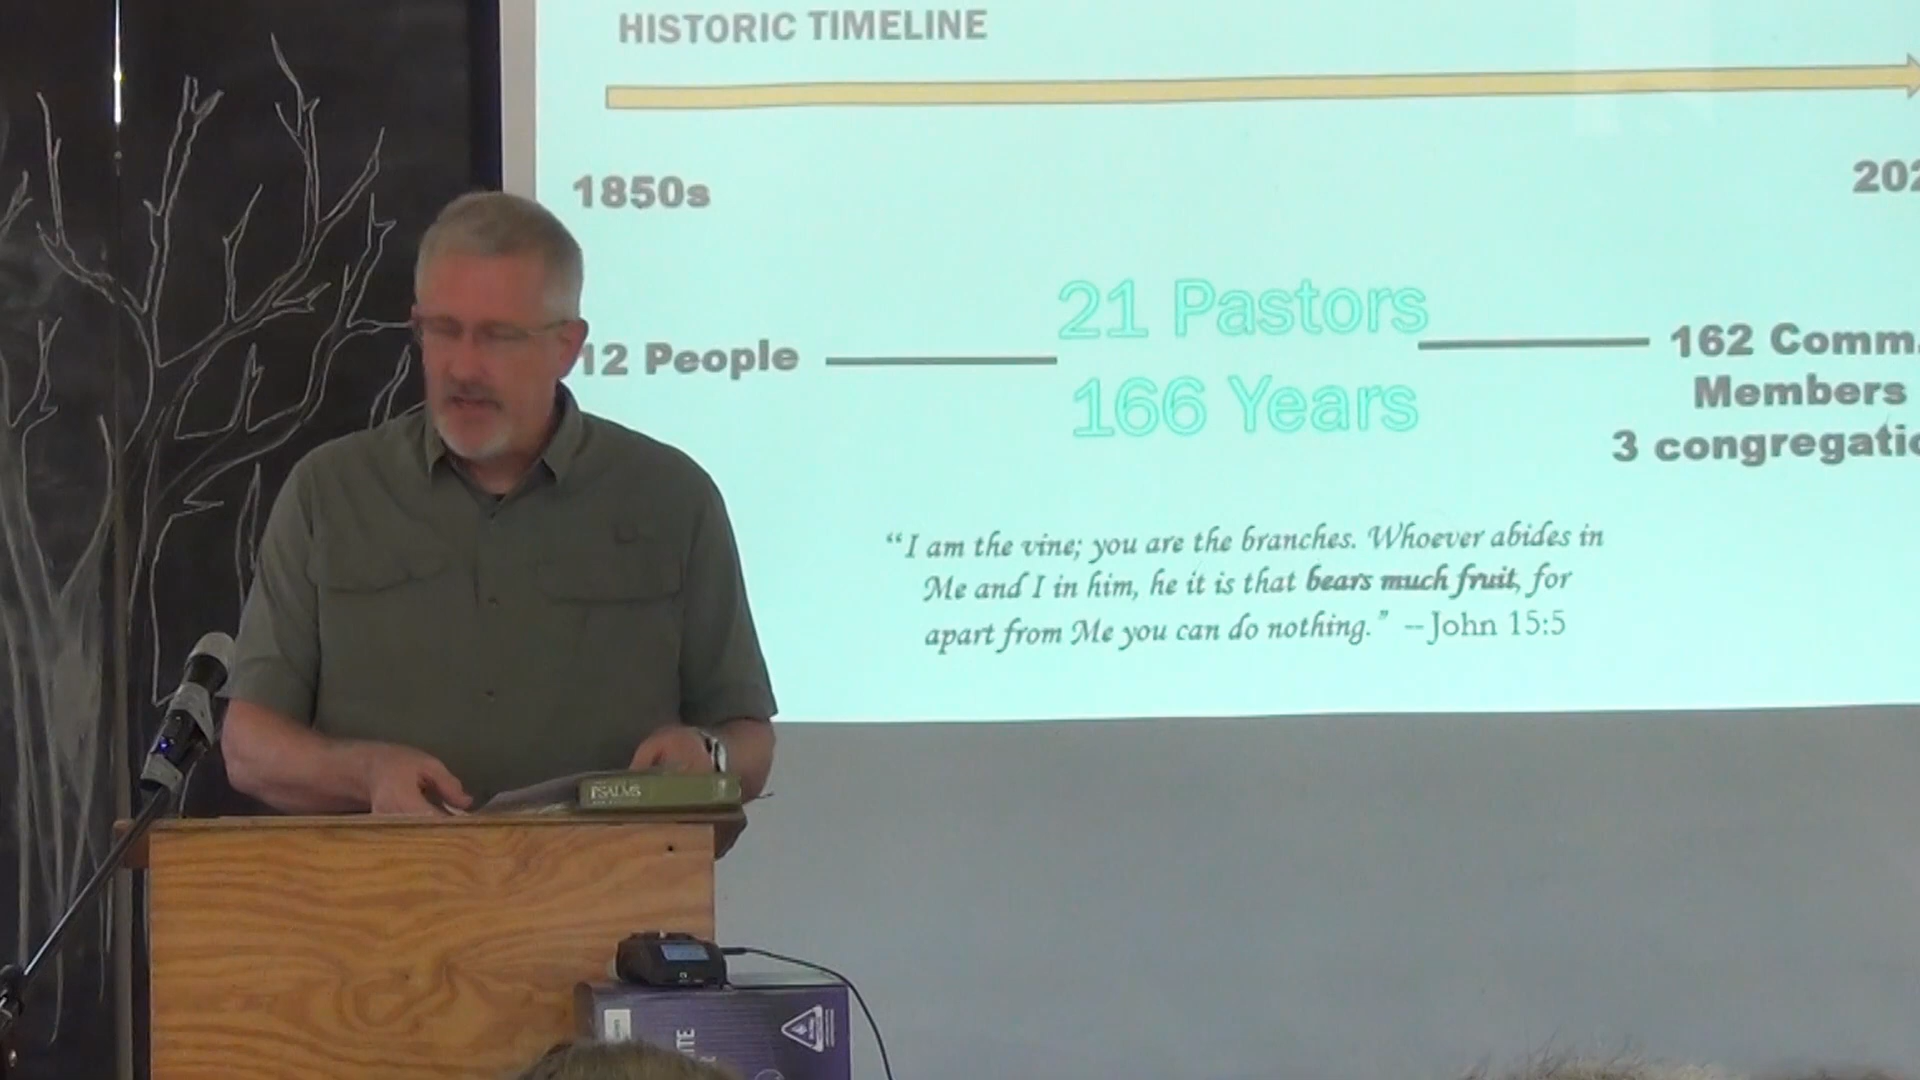 HISTORIC TIMELINE
1850s
202
12 People
21 Pastors
166 Years
162 Comm.
Members
3 congregatio
“I am the vine; you are the branches. Whoever abides in
Me and I in him, he it is that bears much fruit, for
apart from Me you can do nothing.” –John 15:5
PSALMS